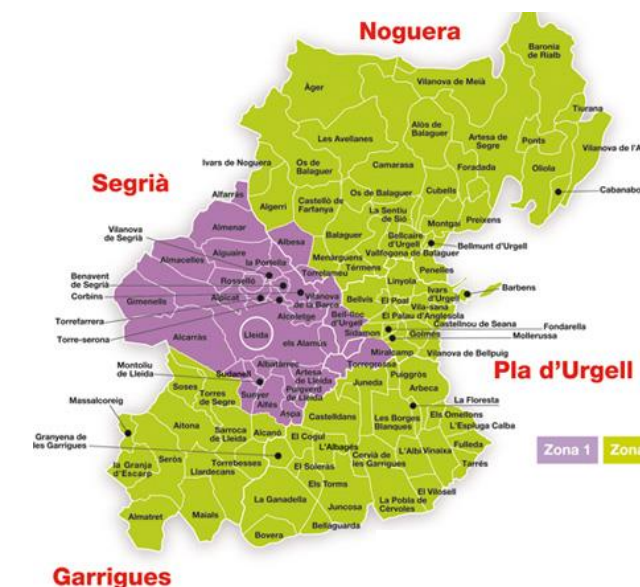 Noguera
Baronia
de Rialb
Àger
Vilanova de Meià
Tiurana
Alòs de
Balaguer
Les Avellanes
Artesa de
Segre
Ponts
Vilanova de l'A
Ivars de Noguera
Os de
Balaguer
Camarasa
Foradada
Oliola
Segrià
Cabanabo
Alfarràs
Os de Balaguer
Cubells
Algerri
Castelló de
Farfanya
La Sentiu
de Sió
Preixens
Montgai
Vilanova
de Segrià
Almenar
Albesa
Balaguer
Bellcaire
d'Urgell
Bellmunt d'Urgell
Alguaire
Vallfogona de Balaguer
Almacelles
la Portella
Menàrguens
Térmens
Penelles
Benavent
de Segrià
Rosselló
Torrelameu
Linyola
Ivars
d'Urgell
Barbens
Corbins
Gimenells
Alpicat
Vilanova
de la Barca
Bellvís
El Poal
Vila-sana
Torrefarrera
Alcoletge
El Palau d'Anglesola
Bell-lloc
d'Urgell
Castellnou de Seana
Torre-serona
Lleida
Sidamon
Golmés
Fondarella
Alcarràs
els Alamús
Mollerussa
Miralcamp
Vilanova de Bellpuig
Montoliu
de Lleida
Albatàrrec
Torregrossa
Pla d'Urgell
Sudanell
Artesa
de Lleida
Puiggròs
Massalcoreig
Soses
Sunyer
Puigverd
de Lleida
Juneda
Arbeca
La Floresta
Torres
de Segre
Alfés
Aspa
Castelldans
Les Borges
Blanques
Els Omellons
Aitona
Sarroca
de Lleida
Alcanó
L'Espluga Calba
Granyena de
les Garrigues
El Cogul
L'Albagés
Fulleda
Zona 1
Zona
la Granja
d'Escarp
Seròs
Torrebesses
Cervià de
les Garrigues
L'Albi
Vinaixa
Tarrés
Llardecans
El Soleràs
Els Torms
El Vilosell
La Ganadella
La Pobla de
Cérvoles
Almatret
Maials
Juncosa
Bellaguarda
Bovera
Garrigues